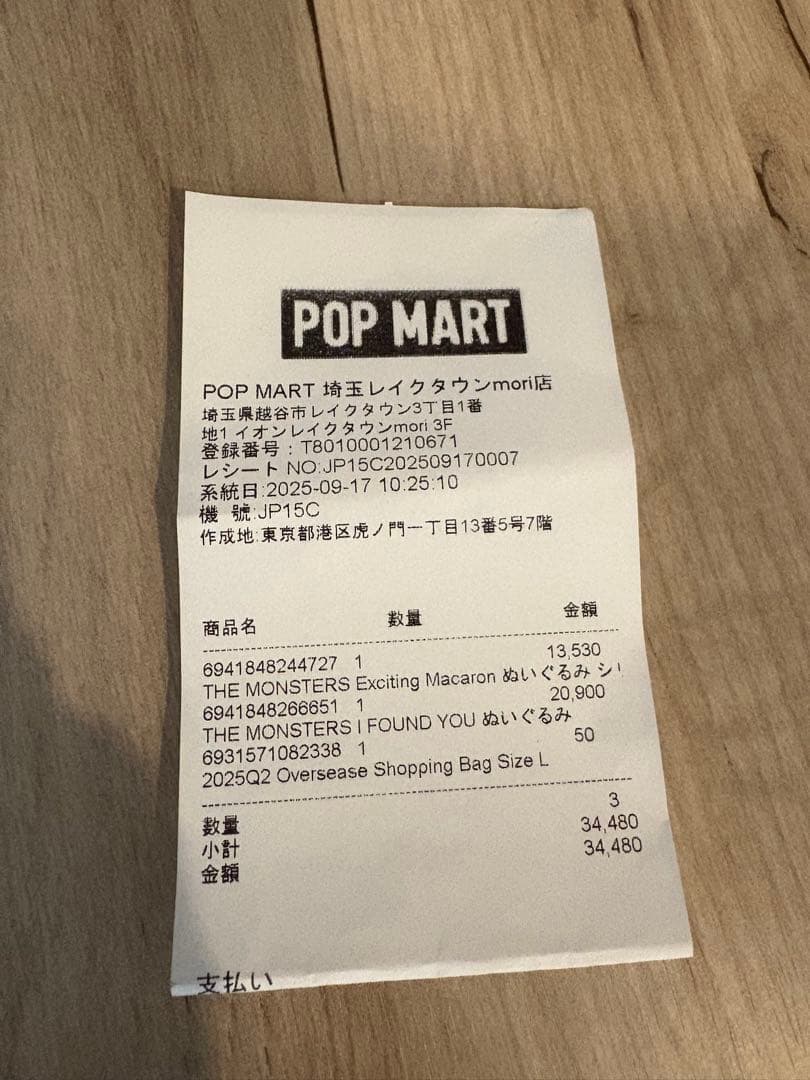 POP MART
POP MART 埼玉レイクタウンmori店
埼玉県越谷市レイクタウン3丁目1番
地1 イオンレイクタウンmori 3F
登録番号：T8010001210671
レシート NO:JP15C202509170007
系統日:2025-09-17 10:25:10
機 號:JP15C
作成地:東京都港区虎ノ門一丁目13番5号7階
商品名 数量 金額
6941848244727 1 13,530
THE MONSTERS Exciting Macaron ぬいぐるみ シリ
6941848266651 1 20,900
THE MONSTERS I FOUND YOU ぬいぐるみ
6931571082338 1 50
2025Q2 Oversease Shopping Bag Size L
数量 3
小計 34,480
金額 34,480
支払い